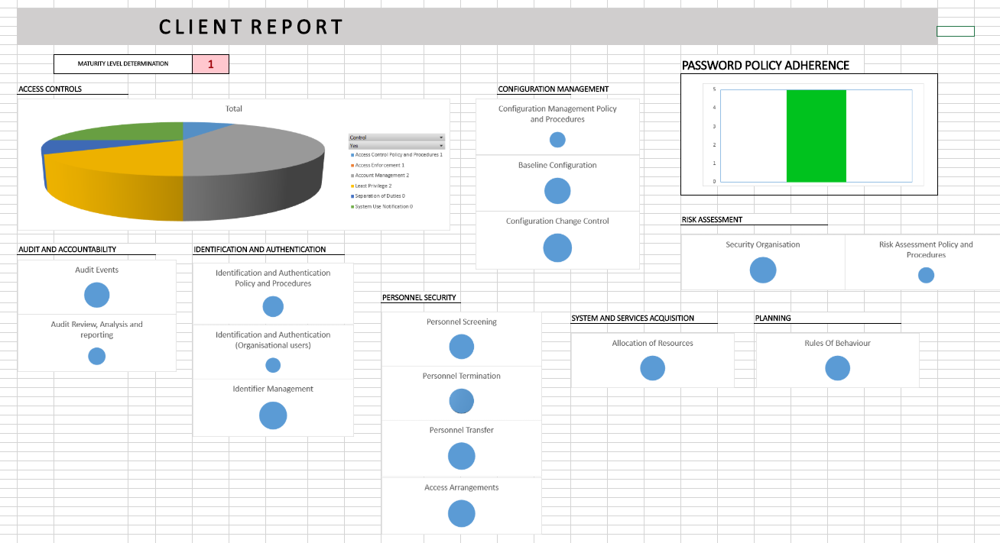 CLIENT REPORT
MATURITY LEVEL DETERMINATION
1
PASSWORD POLICY ADHERENCE
5
4
3
2
1
0
ACCESS CONTROLS
Total
Control
Yes
Access Control Policy and Procedures 1
Access Enforcement 1
Account Management 2
Least Privilege 2
Separation of Duties 0
System Use Notification 0
CONFIGURATION MANAGEMENT
Configuration Management Policy
and Procedures
Baseline Configuration
Configuration Change Control
RISK ASSESSMENT
Security Organisation
Risk Assessment Policy and
Procedures
AUDIT AND ACCOUNTABILITY
Audit Events
Audit Review, Analysis and
reporting
IDENTIFICATION AND AUTHENTICATION
Identification and Authentication
Policy and Procedures
Identification and Authentication
(Organisational users)
Identifier Management
PERSONNEL SECURITY
Personnel Screening
Personnel Termination
Personnel Transfer
Access Arrangements
SYSTEM AND SERVICES ACQUISITION
Allocation of Resources
PLANNING
Rules Of Behaviour